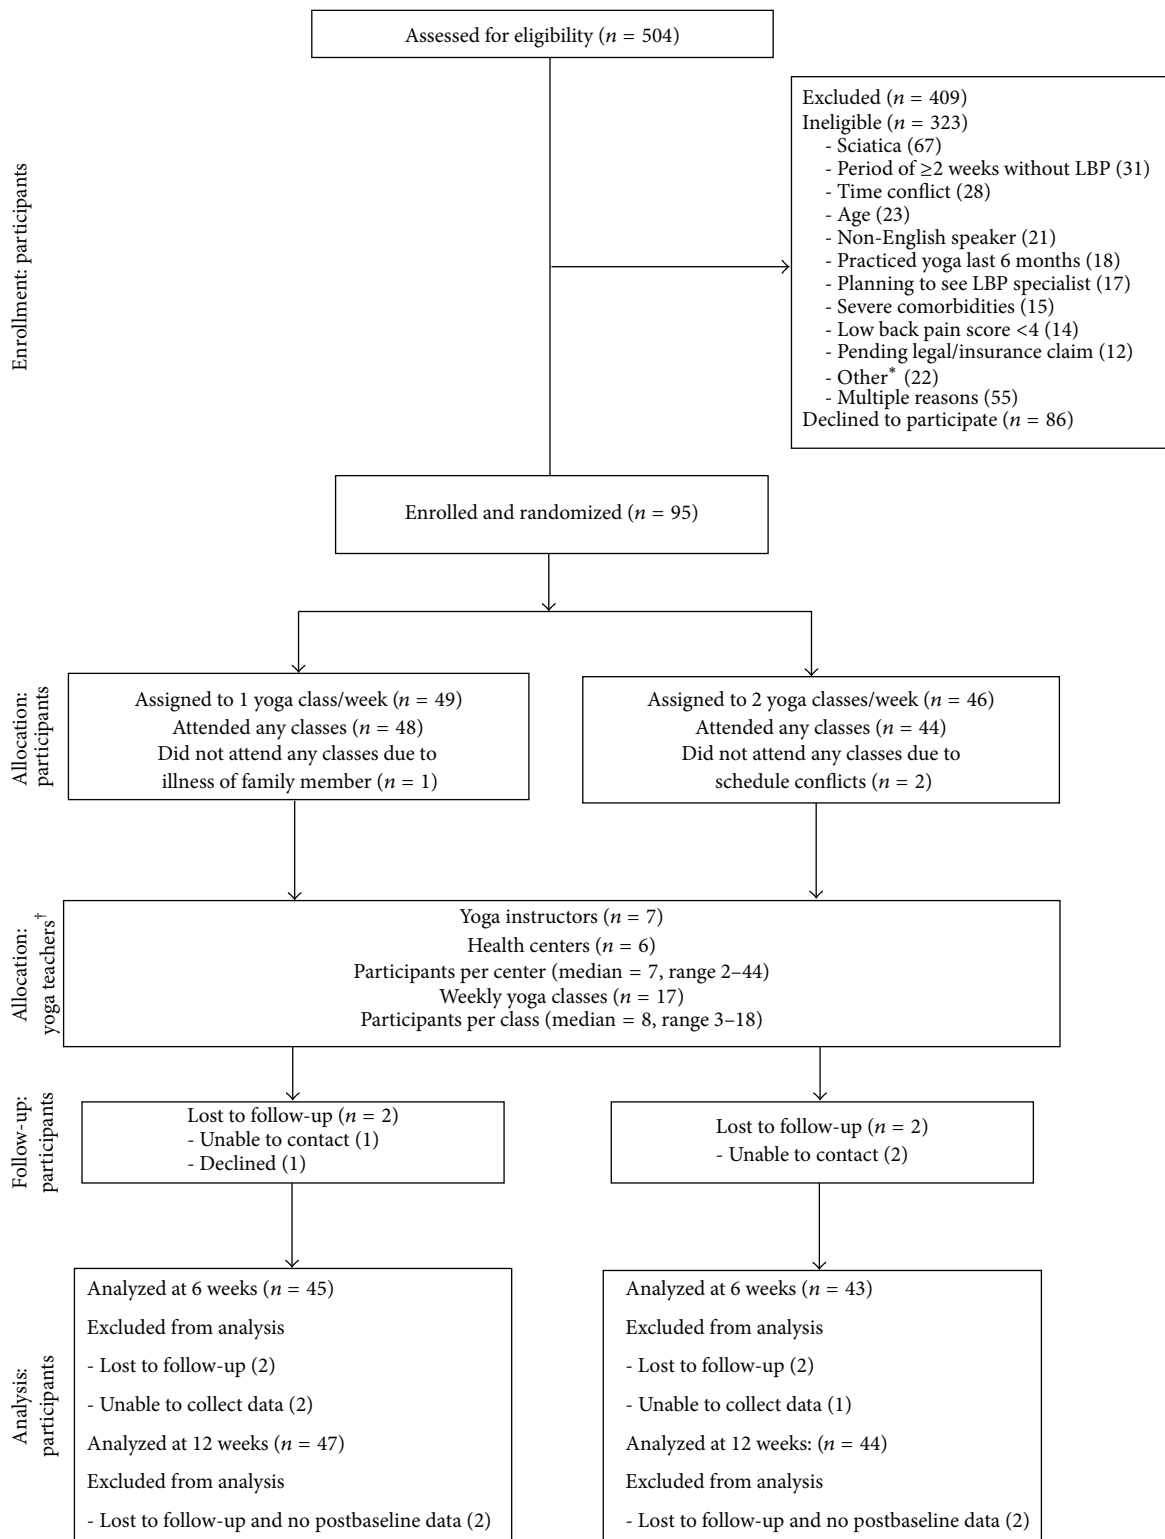 Assessed for eligibility (n = 504)
Excluded (n = 409)
Ineligible (n = 323)
- Sciatica (67)
- Period of ≥2 weeks without LBP (31)
- Time conflict (28)
- Age (23)
- Non-English speaker (21)
- Practiced yoga last 6 months (18)
- Planning to see LBP specialist (17)
- Severe comorbidities (15)
- Low back pain score <4 (14)
- Pending legal/insurance claim (12)
- Other* (22)
- Multiple reasons (55)
Declined to participate (n = 86)
Enrollment: participants
Enrolled and randomized (n = 95)
Allocation:
participants
Assigned to 1 yoga class/week (n = 49)
Attended any classes (n = 48)
Did not attend any classes due to
illness of family member (n = 1)
Assigned to 2 yoga classes/week (n = 46)
Attended any classes (n = 44)
Did not attend any classes due to
schedule conflicts (n = 2)
Allocation:
yoga teachers†
Yoga instructors (n = 7)
Health centers (n = 6)
Participants per center (median = 7, range 2–44)
Weekly yoga classes (n = 17)
Participants per class (median = 8, range 3–18)
Follow-up:
participants
Lost to follow-up (n = 2)
- Unable to contact (1)
- Declined (1)
Lost to follow-up (n = 2)
- Unable to contact (2)
Analysis:
participants
Analyzed at 6 weeks (n = 45)
Excluded from analysis
- Lost to follow-up (2)
- Unable to collect data (2)
Analyzed at 12 weeks (n = 47)
Excluded from analysis
- Lost to follow-up and no postbaseline data (2)
Analyzed at 6 weeks (n = 43)
Excluded from analysis
- Lost to follow-up (2)
- Unable to collect data (1)
Analyzed at 12 weeks: (n = 44)
Excluded from analysis
- Lost to follow-up and no postbaseline data (2)